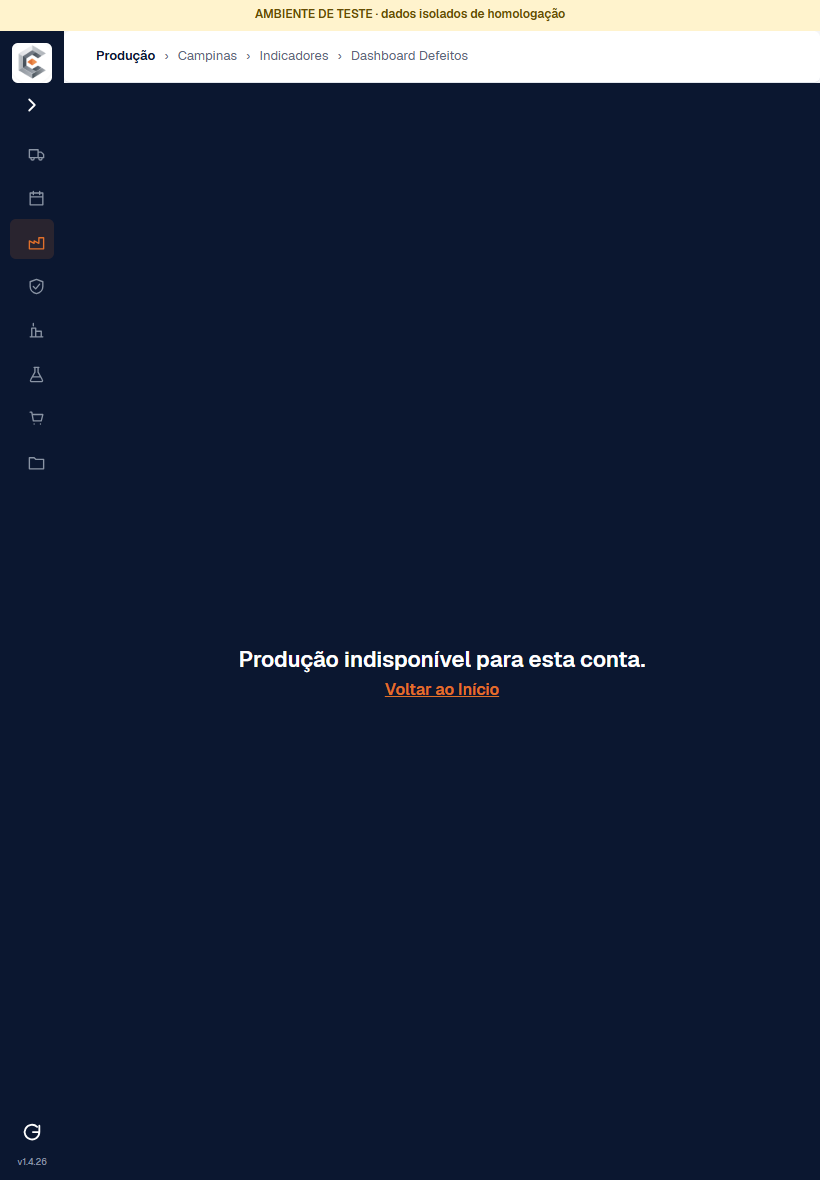 AMBIENTE DE TESTE · dados isolados de homologação
Produção › Campinas › Indicadores › Dashboard Defeitos
Produção indisponível para esta conta.
Voltar ao Início
v1.4.26